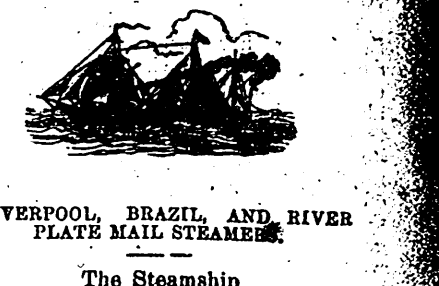 VERPOOL, BRAZIL, AND RIVER
PLATE MAIL STEAMERS.
The Steamship